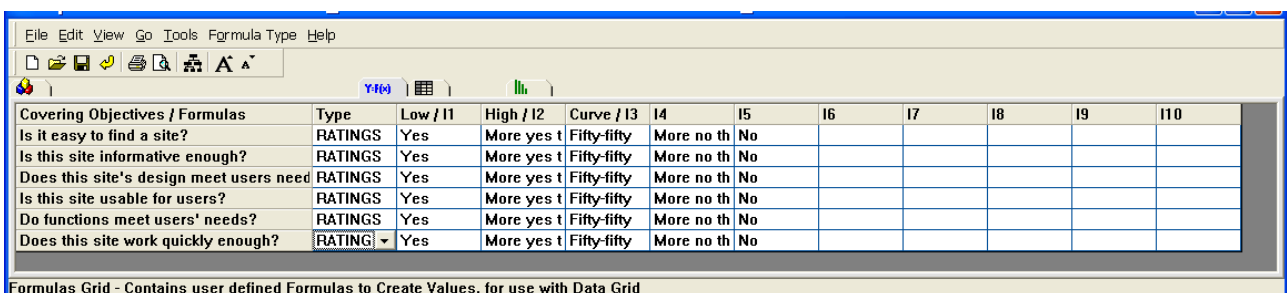 File Edit View Go Tools Formula Type Help
A A
Y=F(x)
Covering Objectives / Formulas Type Low / I1 High / I2 Curve / I3 I4 I5 I6 I7 I8 I9 I10
Is it easy to find a site? RATINGS Yes More yes t Fifty-fifty More no th No
Is this site informative enough? RATINGS Yes More yes t Fifty-fifty More no th No
Does this site's design meet users need RATINGS Yes More yes t Fifty-fifty More no th No
Is this site usable for users? RATINGS Yes More yes t Fifty-fifty More no th No
Do functions meet users' needs? RATINGS Yes More yes t Fifty-fifty More no th No
Does this site work quickly enough? RATING Yes More yes t Fifty-fifty More no th No
Formulas Grid - Contains user defined Formulas to Create Values, for use with Data Grid